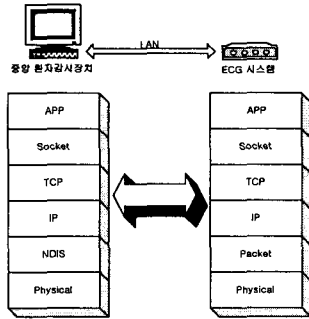 LAN
중앙 환자감시장치
ECG 시스템
APP
Socket
TCP
IP
NDIS
Physical
APP
Socket
TCP
IP
Packet
Physical